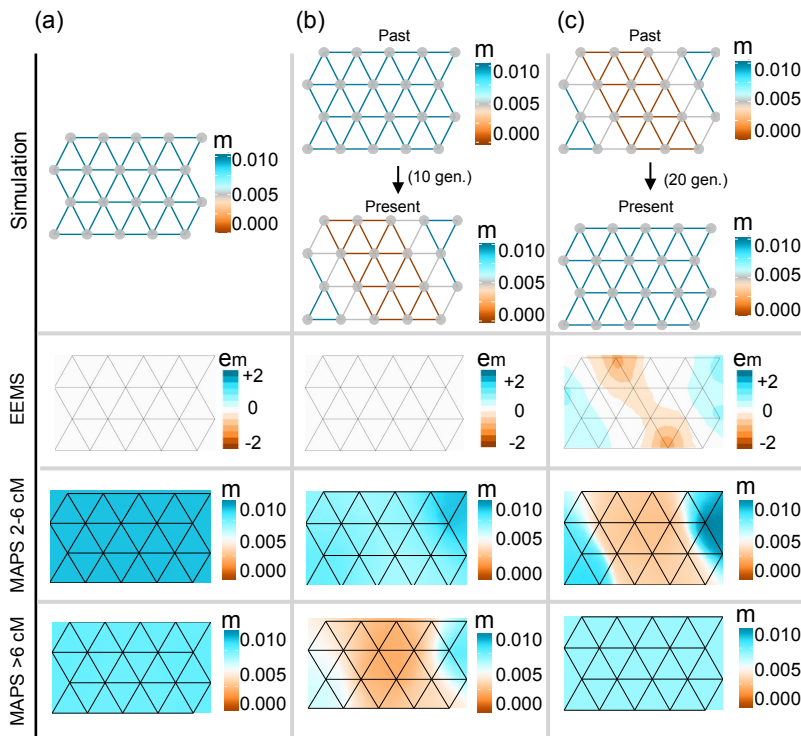 (a)
(b)
(c)
Simulation
m
0.010
0.005
0.000
Past
m
0.010
0.005
0.000
(10 gen.)
Present
m
0.010
0.005
0.000
Past
m
0.010
0.005
0.000
(20 gen.)
Present
m
0.010
0.005
0.000
EEMS
em
+2
0
-2
em
+2
0
-2
em
+2
0
-2
MAPS 2-6 cM
m
0.010
0.005
0.000
m
0.010
0.005
0.000
m
0.010
0.005
0.000
MAPS >6 cM
m
0.010
0.005
0.000
m
0.010
0.005
0.000
m
0.010
0.005
0.000